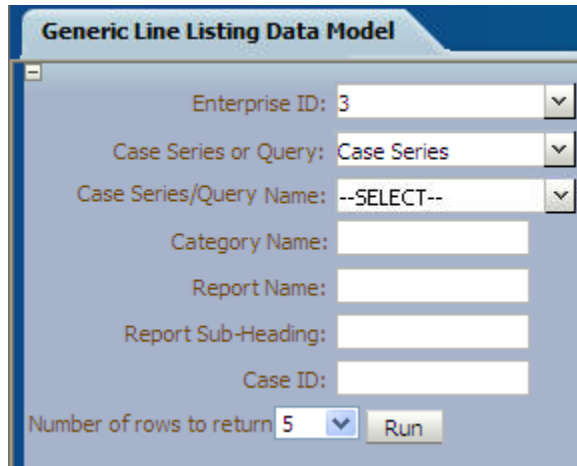 Generic Line Listing Data Model
Enterprise ID: 3
Case Series or Query: Case Series
Case Series/Query Name: --SELECT--
Category Name:
Report Name:
Report Sub-Heading:
Case ID:
Number of rows to return 5 Run